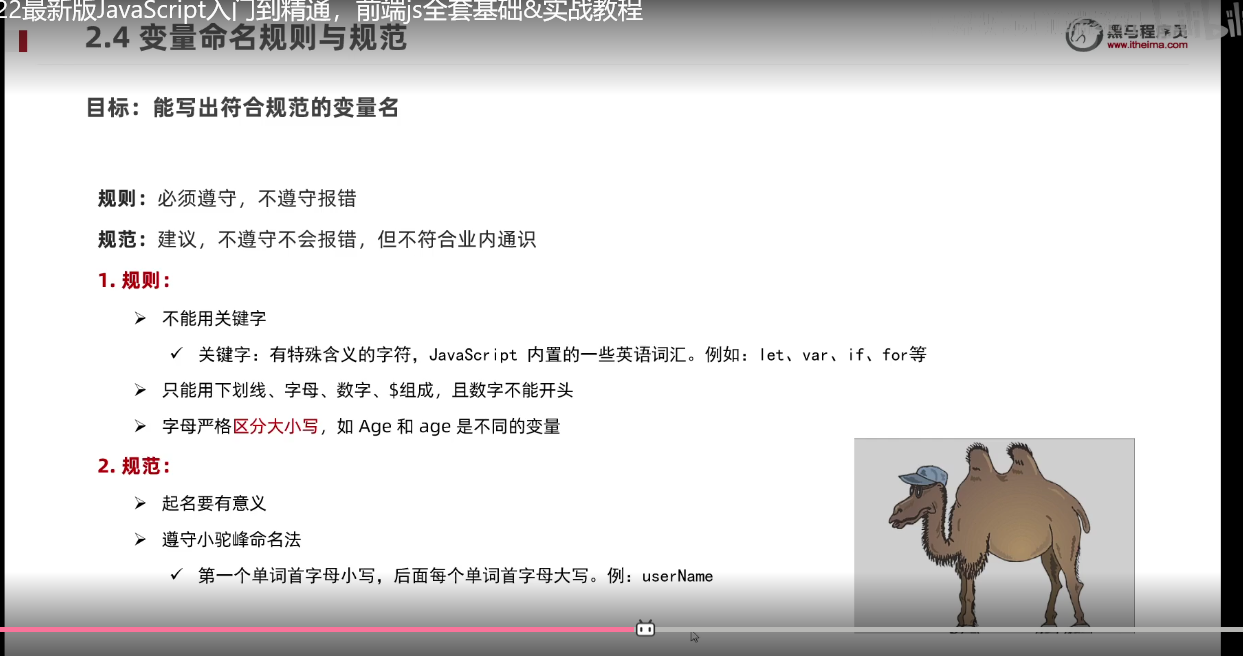 22最新版JavaScript入门到精通，前端js全套基础&实战教程
2.4 变量命名规则与规范
黑马程序员
www.itheima.com
目标：能写出符合规范的变量名
规则：必须遵守，不遵守报错
规范：建议，不遵守不会报错，但不符合业内通识
1. 规则：
不能用关键字
关键字：有特殊含义的字符，JavaScript 内置的一些英语词汇。例如：let、var、if、for等
只能用下划线、字母、数字、$组成，且数字不能开头
字母严格区分大小写，如 Age 和 age 是不同的变量
2. 规范：
起名要有意义
遵守小驼峰命名法
第一个单词首字母小写，后面每个单词首字母大写。例：userName